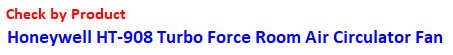 Check by Product
Honeywell HT-908 Turbo Force Room Air Circulator Fan